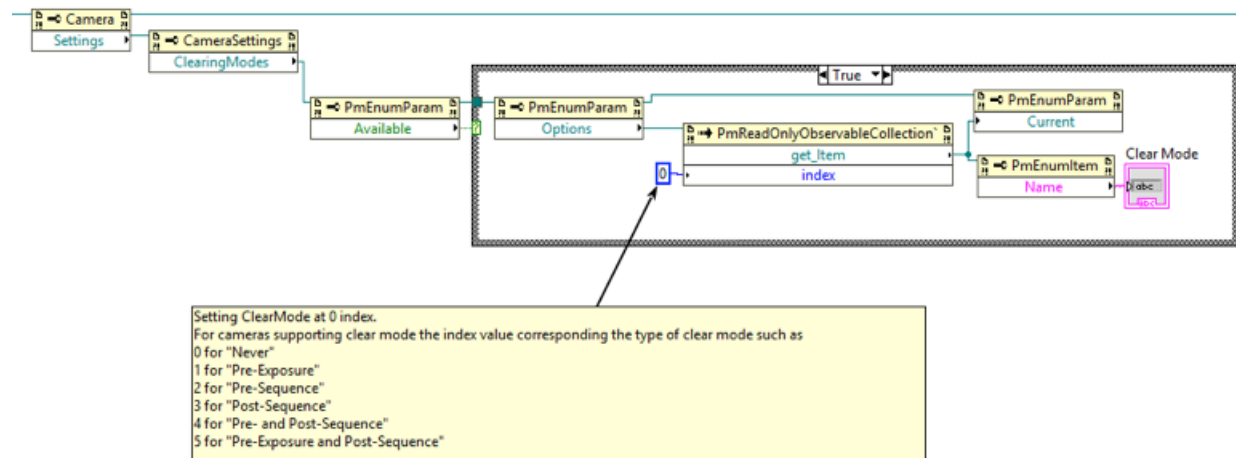 Camera
Settings
CameraSettings
ClearingModes
True
PmEnumParam
Available
PmEnumParam
Options
PmReadOnlyObservableCollection`
get_Item
index
0
PmEnumParam
Current
PmEnumItem
Name
Clear Mode
abc
abc
Setting ClearMode at 0 index.
For cameras supporting clear mode the index value corresponding the type of clear mode such as
0 for "Never"
1 for "Pre-Exposure"
2 for "Pre-Sequence"
3 for "Post-Sequence"
4 for "Pre- and Post-Sequence"
5 for "Pre-Exposure and Post-Sequence"